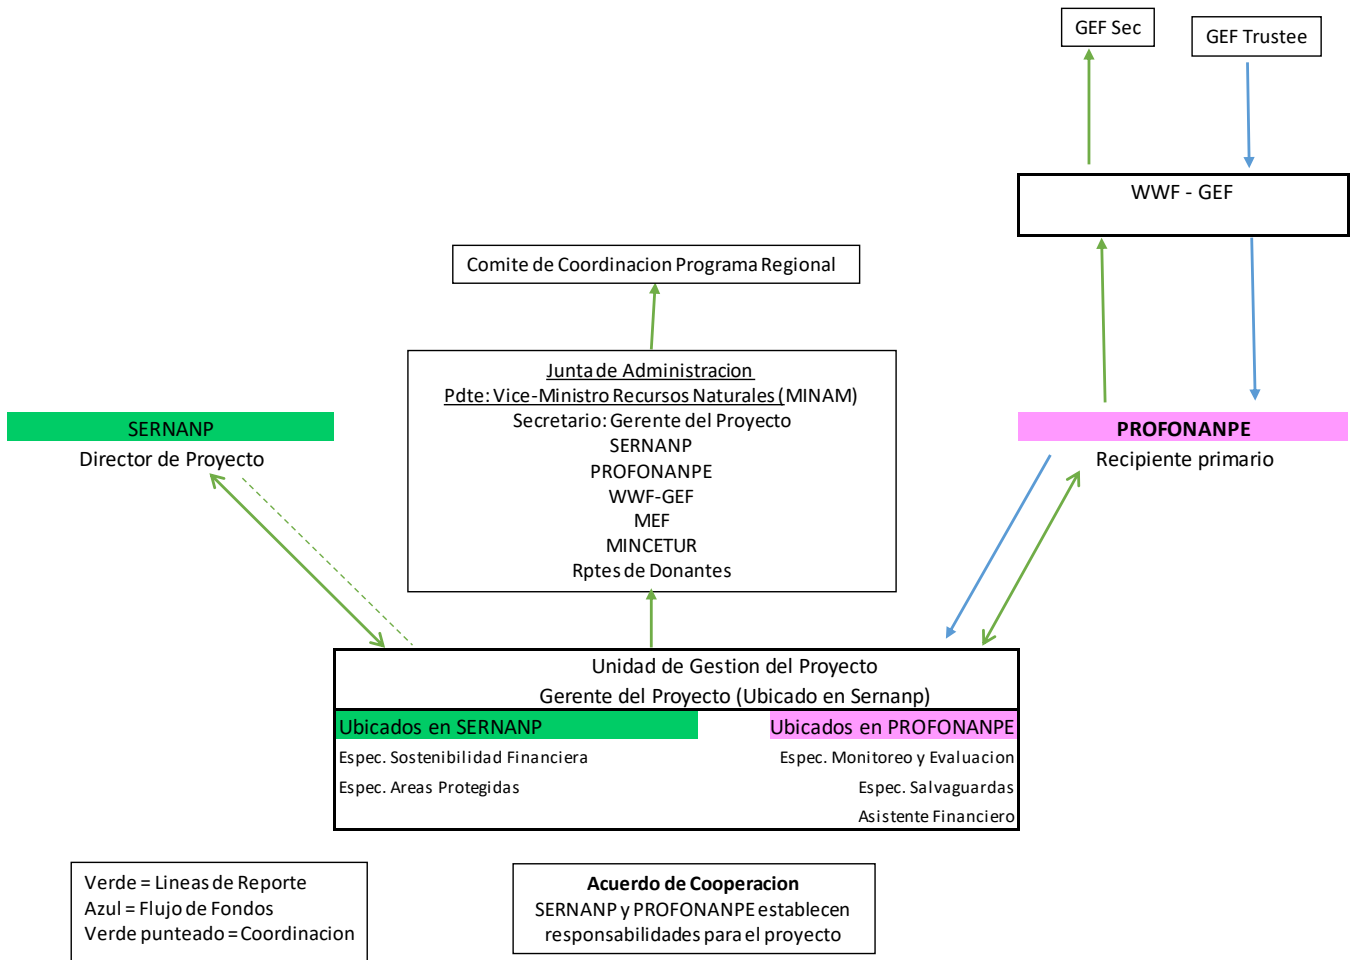 GEF Sec
GEF Trustee
WWF - GEF
Comite de Coordinacion Programa Regional
Junta de Administracion
Pdte: Vice-Ministro Recursos Naturales (MINAM)
Secretario: Gerente del Proyecto
SERNANP
PROFONANPE
WWF-GEF
MEF
MINCETUR
Rptes de Donantes
SERNANP
Director de Proyecto
PROFONANPE
Recipiente primario
Unidad de Gestion del Proyecto
Gerente del Proyecto (Ubicado en Sernanp)
Ubicados en SERNANP
Espec. Sostenibilidad Financiera
Espec. Areas Protegidas
Ubicados en PROFONANPE
Espec. Monitoreo y Evaluacion
Espec. Salvaguardas
Asistente Financiero
Verde = Lineas de Reporte
Azul = Flujo de Fondos
Verde punteado = Coordinacion
Acuerdo de Cooperacion
SERNANP y PROFONANPE establecen
responsabilidades para el proyecto